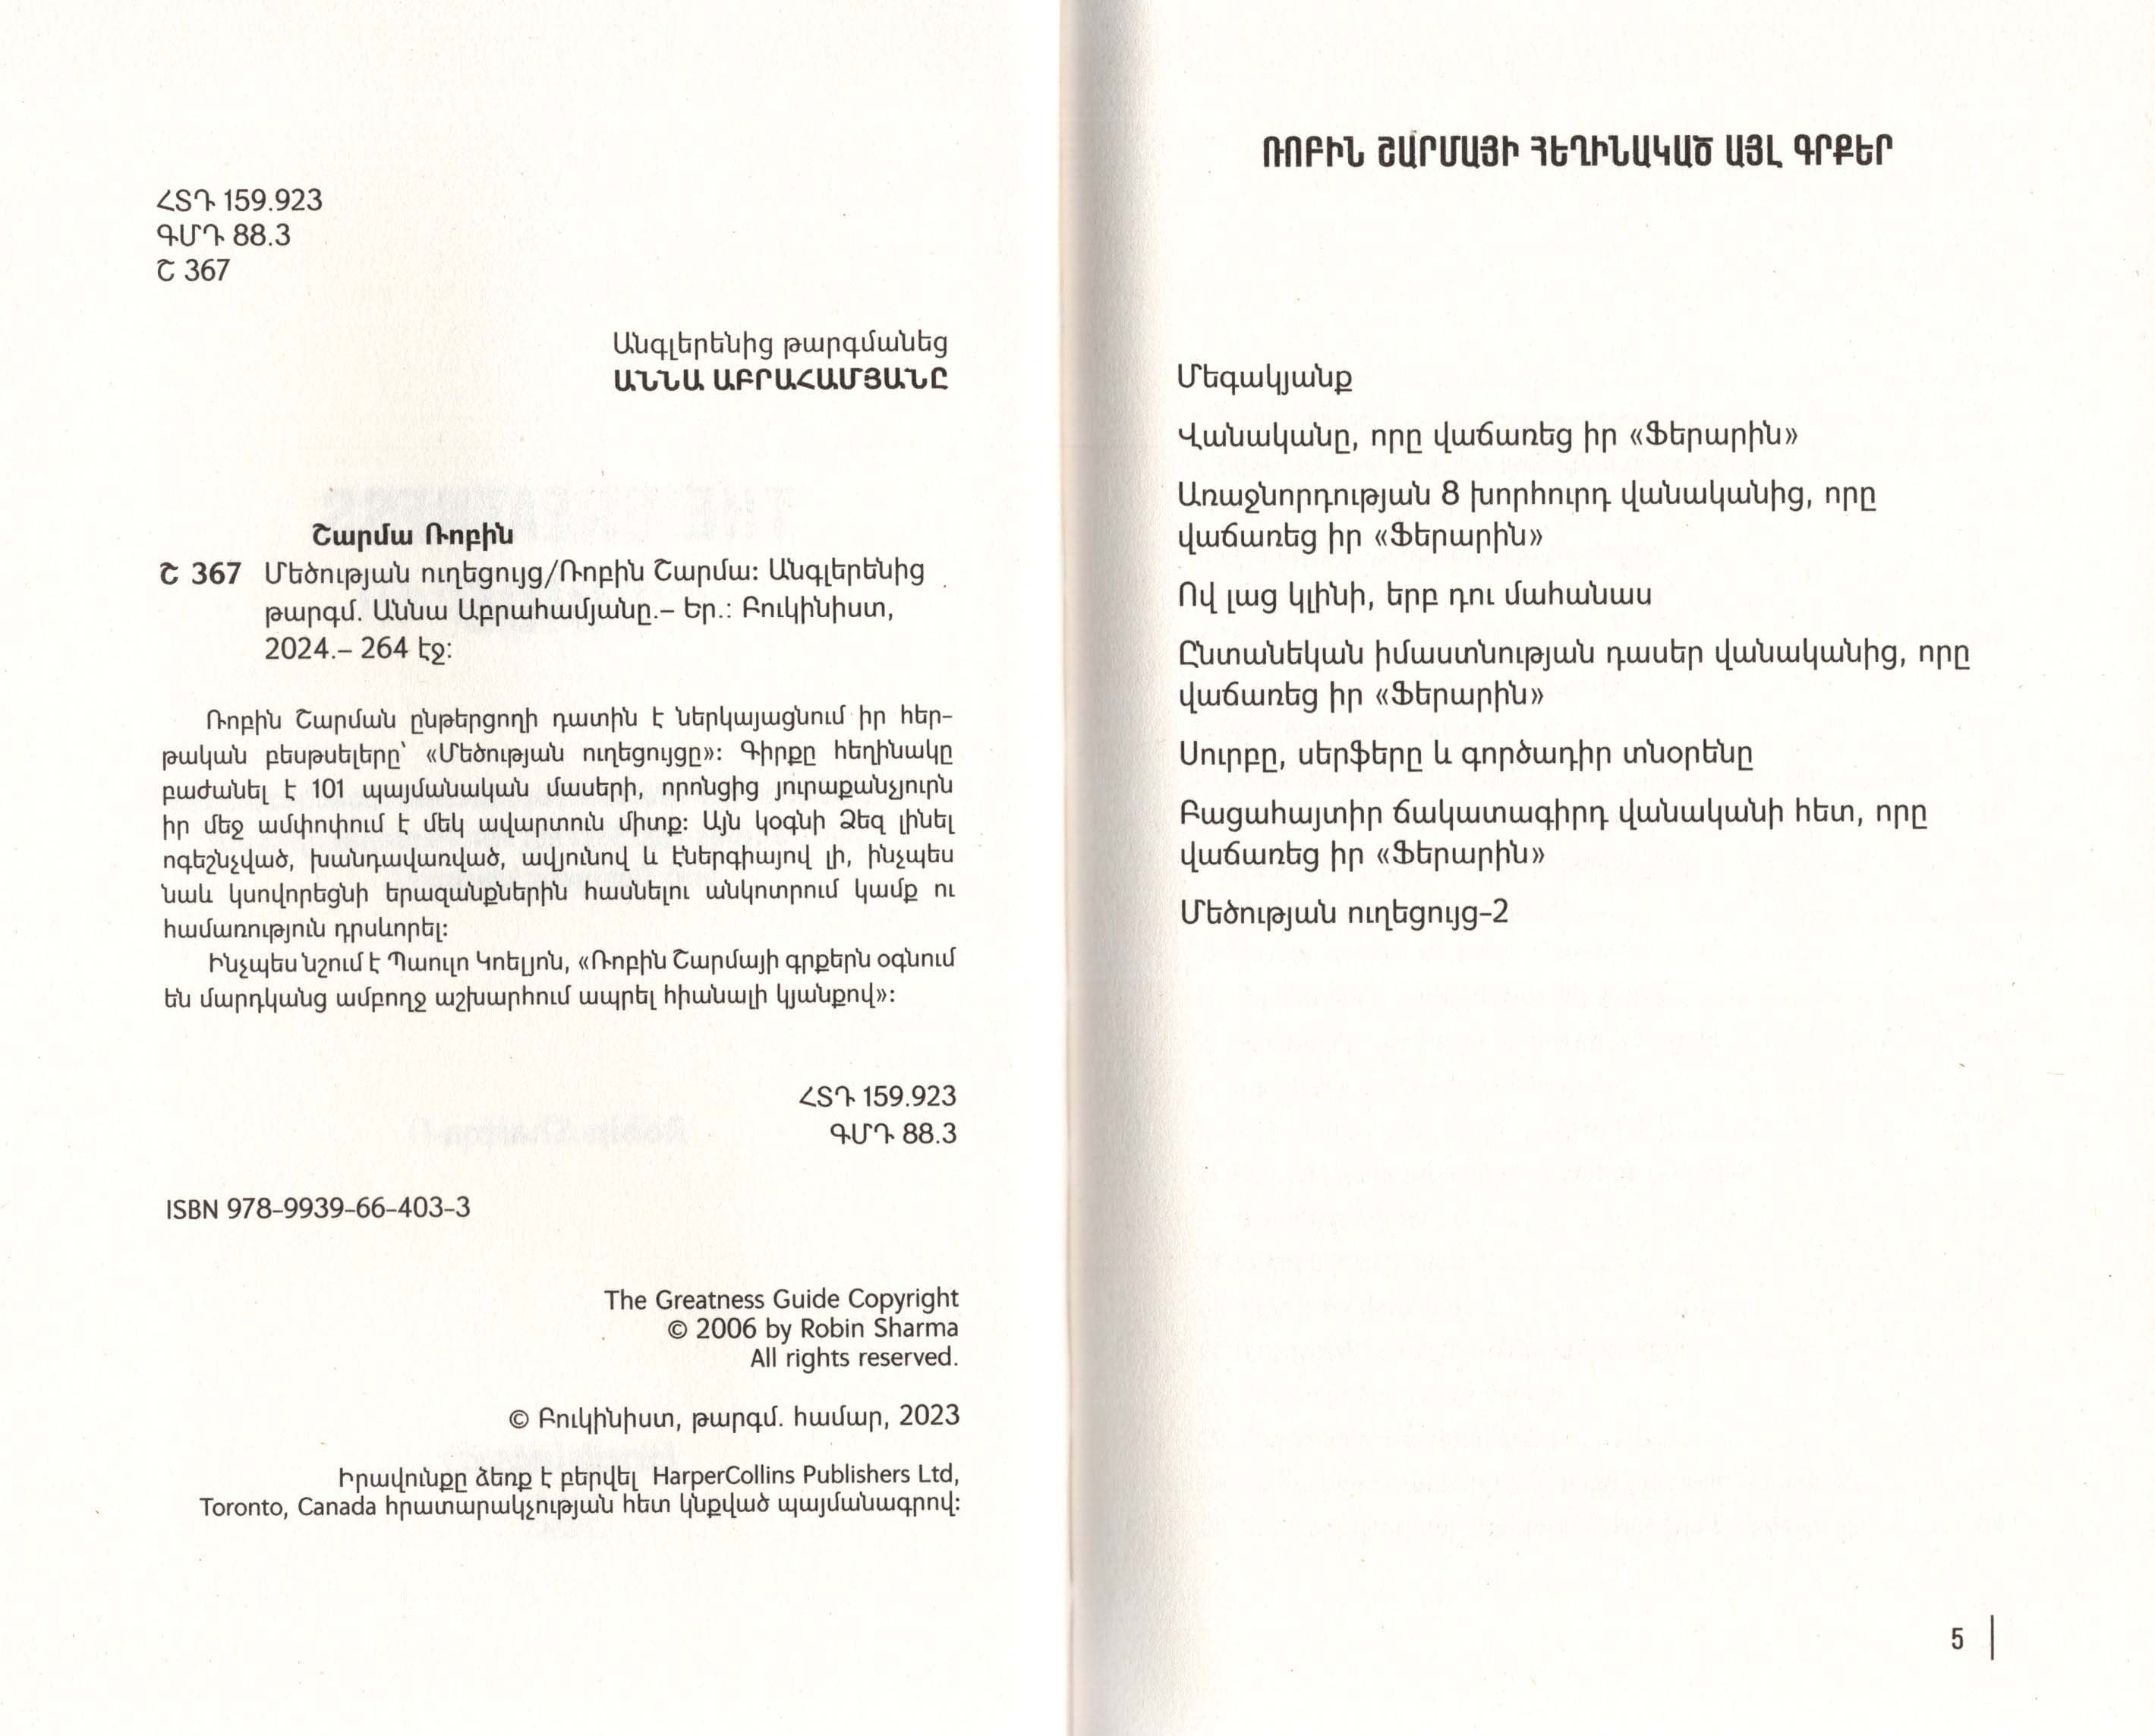 ՀՏԴ 159.923
ԳՄԴ 88.3
Շ 367
Անգլերենից թարգմանեց
ԱՆՆԱ ԱԲՐԱՀԱՄՅԱՆԸ
Շարմա Ռոբին
Շ 367 Մեծության ուղեցույց/Ռոբին Շարմա: Անգլերենից
թարգմ. Աննա Աբրահամյանը.– Եր.: Բուկինիստ,
2024.– 264 էջ:
Ռոբին Շարման ընթերցողի դատին է ներկայացնում իր հեր-
թական բեսթսելերը՝ «Մեծության ուղեցույցը»: Գիրքը հեղինակը
բաժանել է 101 պայմանական մասերի, որոնցից յուրաքանչյուրն
իր մեջ ամփոփում է մեկ ավարտուն միտք: Այն կօգնի Ձեզ լինել
ոգեշնչված, խանդավառված, ավյունով և էներգիայով լի, ինչպես
նաև կսովորեցնի երազանքներին հասնելու անկոտրում կամք ու
համառություն դրսևորել:
Ինչպես նշում է Պաուլո Կոելյոն, «Ռոբին Շարմայի գրքերն օգնում
են մարդկանց ամբողջ աշխարհում ապրել հիանալի կյանքով»:
ՀՏԴ 159.923
ԳՄԴ 88.3
ISBN 978-9939-66-403-3
The Greatness Guide Copyright
© 2006 by Robin Sharma
All rights reserved.
© Բուկինիստ, թարգմ. համար, 2023
Իրավունքը ձեռք է բերվել HarperCollins Publishers Ltd,
Toronto, Canada հրատարակչության հետ կնքված պայմանագրով:
ՌՈԲԻՆ ՇԱՐՄԱՅԻ ՀԵՂԻՆԱԿԱԾ ԱՅԼ ԳՐՔԵՐ
Մեգակյանք
Վանականը, որը վաճառեց իր «Ֆերարին»
Առաջնորդության 8 խորհուրդ վանականից, որը
վաճառեց իր «Ֆերարին»
Ով լաց կլինի, երբ դու մահանաս
Ընտանեկան իմաստնության դասեր վանականից, որը
վաճառեց իր «Ֆերարին»
Սուրբը, սերֆերը և գործադիր տնօրենը
Բացահայտիր ճակատագիրդ վանականի հետ, որը
վաճառեց իր «Ֆերարին»
Մեծության ուղեցույց-2
5